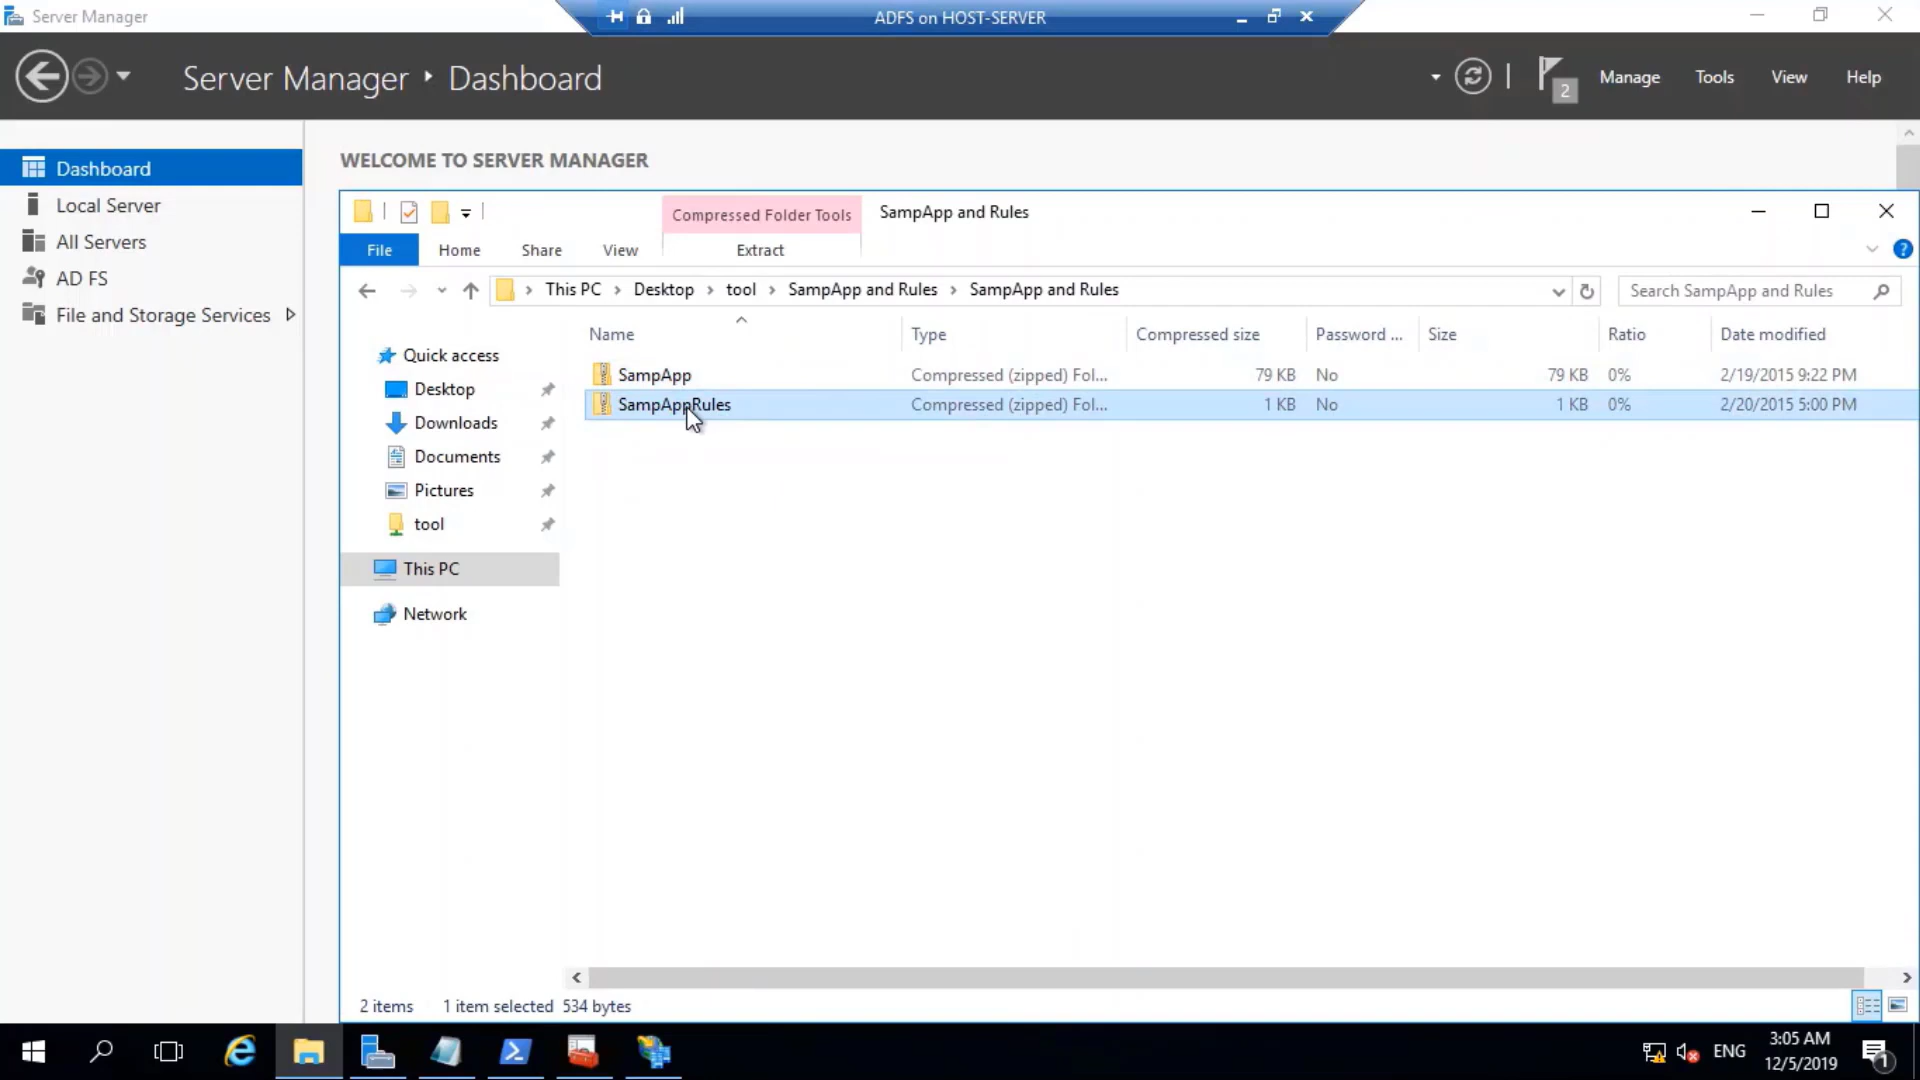 Server Manager
ADFS on HOST-SERVER
Server Manager ‣ Dashboard
2
Manage Tools View Help
Dashboard
Local Server
All Servers
AD FS
File and Storage Services
WELCOME TO SERVER MANAGER
Compressed Folder Tools
SampApp and Rules
File Home Share View Extract
This PC > Desktop > tool > SampApp and Rules > SampApp and Rules
Search SampApp and Rules
Quick access
Desktop
Downloads
Documents
Pictures
tool
This PC
Network
Name Type Compressed size Password ... Size Ratio Date modified
SampApp Compressed (zipped) Fol... 79 KB No 79 KB 0% 2/19/2015 9:22 PM
SampAppRules Compressed (zipped) Fol... 1 KB No 1 KB 0% 2/20/2015 5:00 PM
2 items 1 item selected 534 bytes
ENG
3:05 AM
12/5/2019
1